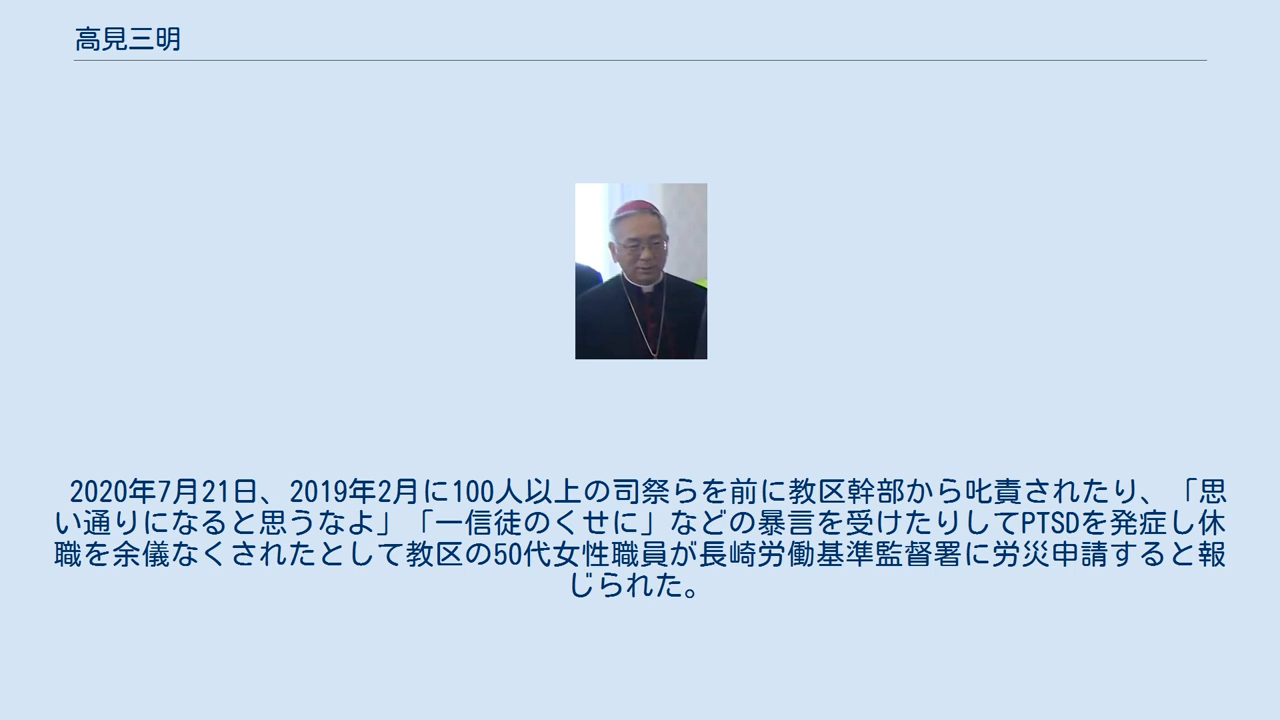 高見三明
2020年7月21日、2019年2月に100人以上の司祭らを前に教区幹部から叱責されたり、「思
い通りになると思うなよ」「一信徒のくせに」などの暴言を受けたりしてPTSDを発症し休
職を余儀なくされたとして教区の50代女性職員が長崎労働基準監督署に労災申請すると報
じられた。